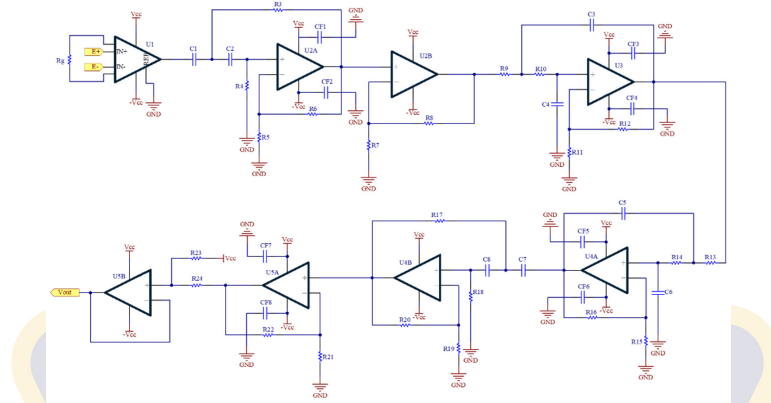 R3
C3
GND
GND
Vcc
Vcc
Vcc
Vcc
CF1
CF3
U1
U2A
U2B
U3
E+
IN+
C1
C2
R9
R10
Rg
REF
E-
IN-
R4
CF2
C4
CF4
-Vcc
-Vcc
-Vcc
-Vcc
GND
GND
GND
R6
R8
R12
R5
R7
R11
GND
GND
GND
GND
GND
R17
C5
GND
GND
Vcc
Vcc
Vcc
Vcc
R23
CF7
CF5
Vcc
U5B
U5A
U4B
U4A
C8
C7
R14
R13
R24
Vout
CF8
R18
CF6
C6
-Vcc
-Vcc
-Vcc
-Vcc
R22
R20
R16
GND
GND
R21
R19
R15
GND
GND
GND
GND
GND
GND